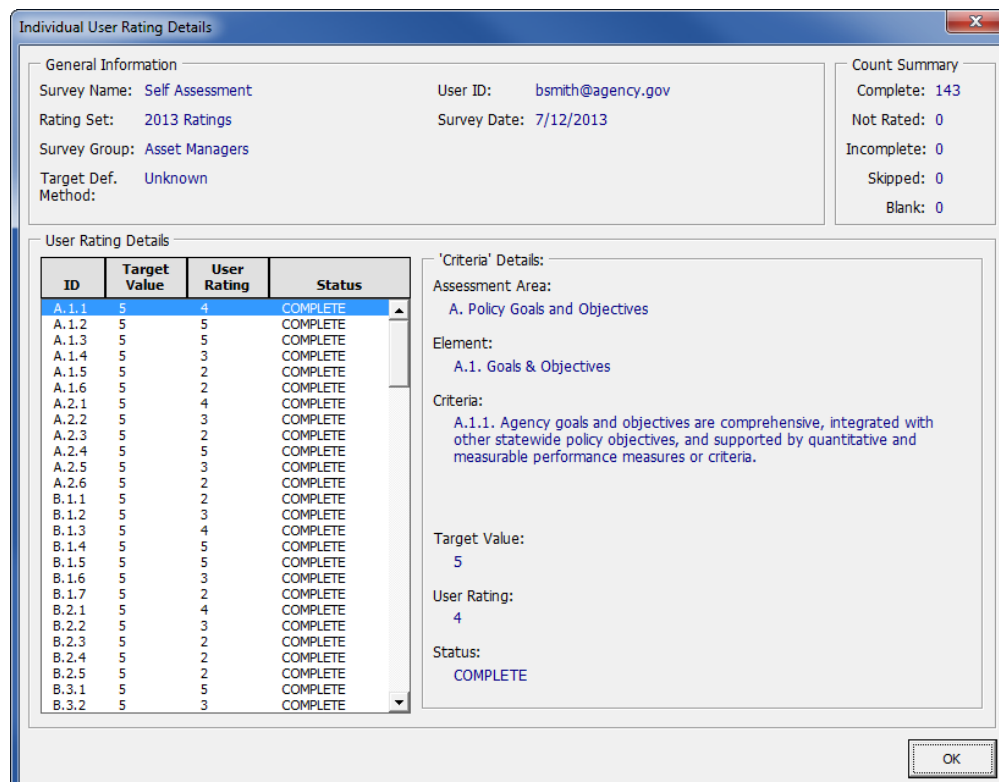 Individual User Rating Details
General Information
Survey Name: Self Assessment
User ID: bsmith@agency.gov
Rating Set: 2013 Ratings
Survey Date: 7/12/2013
Survey Group: Asset Managers
Target Def. Unknown
Method:
Count Summary
Complete: 143
Not Rated: 0
Incomplete: 0
Skipped: 0
Blank: 0
User Rating Details
ID Target Value User Rating Status
A.1.1 5 4 COMPLETE
A.1.2 5 5 COMPLETE
A.1.3 5 5 COMPLETE
A.1.4 5 3 COMPLETE
A.1.5 5 2 COMPLETE
A.1.6 5 2 COMPLETE
A.2.1 5 4 COMPLETE
A.2.2 5 3 COMPLETE
A.2.3 5 2 COMPLETE
A.2.4 5 5 COMPLETE
A.2.5 5 3 COMPLETE
A.2.6 5 2 COMPLETE
B.1.1 5 2 COMPLETE
B.1.2 5 3 COMPLETE
B.1.3 5 4 COMPLETE
B.1.4 5 5 COMPLETE
B.1.5 5 5 COMPLETE
B.1.6 5 3 COMPLETE
B.1.7 5 2 COMPLETE
B.2.1 5 4 COMPLETE
B.2.2 5 3 COMPLETE
B.2.3 5 2 COMPLETE
B.2.4 5 2 COMPLETE
B.2.5 5 2 COMPLETE
B.3.1 5 5 COMPLETE
B.3.2 5 3 COMPLETE
'Criteria' Details:
Assessment Area:
A. Policy Goals and Objectives
Element:
A.1. Goals & Objectives
Criteria:
A.1.1. Agency goals and objectives are comprehensive, integrated with
other statewide policy objectives, and supported by quantitative and
measurable performance measures or criteria.
Target Value:
5
User Rating:
4
Status:
COMPLETE
OK